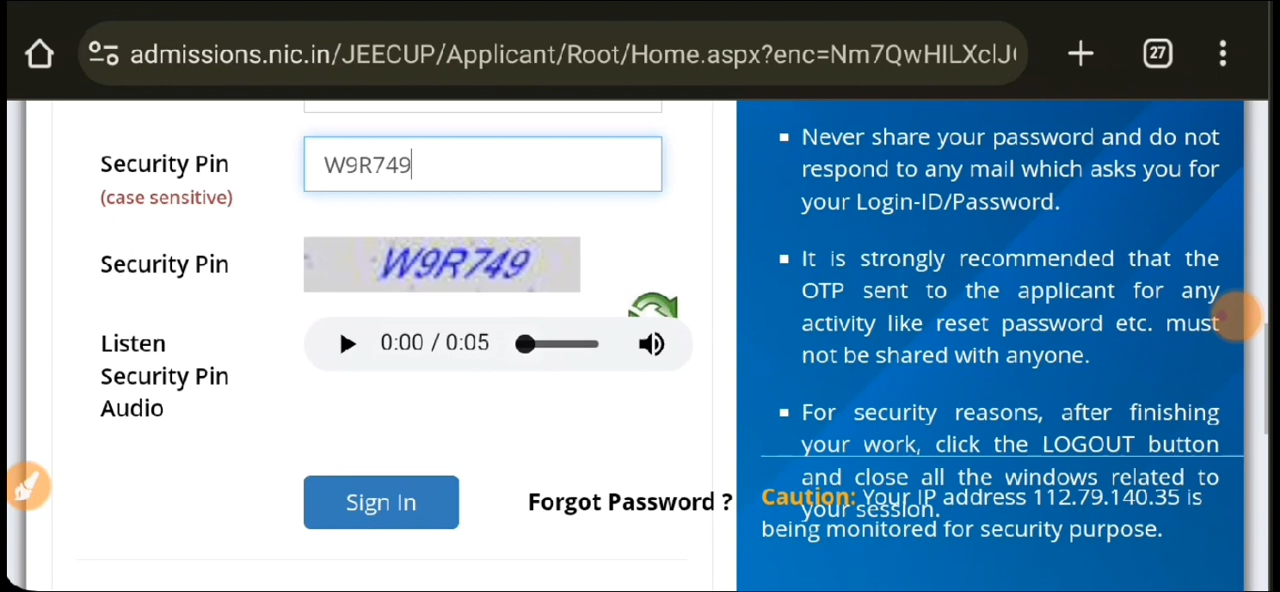 admissions.nic.in/JEECUP/Applicant/Root/Home.aspx?enc=Nm7QwHILXclJ
27
Security Pin
W9R749
(case sensitive)
Security Pin
W9R749
Listen
Security Pin
Audio
0:00 / 0:05
Sign In
Forgot Password ?
Never share your password and do not
respond to any mail which asks you for
your Login-ID/Password.
It is strongly recommended that the
OTP sent to the applicant for any
activity like reset password etc. must
not be shared with anyone.
For security reasons, after finishing
your work, click the LOGOUT button
and close all the windows related to
your session.
Caution: Your IP address 112.79.140.35 is
being monitored for security purpose.